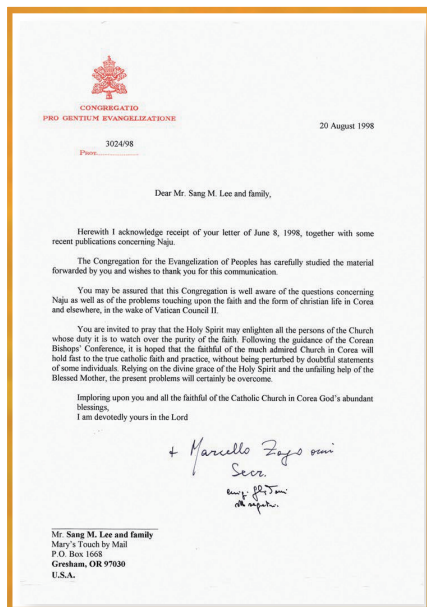 CONGREGATIO
PRO GENTIUM EVANGELIZATIONE
20 August 1998
3024/98
Prot.
Dear Mr. Sang M. Lee and family,
Herewith I acknowledge receipt of your letter of June 8, 1998, together with some
recent publications concerning Naju.
The Congregation for the Evangelization of Peoples has carefully studied the material
forwarded by you and wishes to thank you for this communication.
You may be assured that this Congregation is well aware of the questions concerning
Naju as well as of the problems touching upon the faith and the form of christian life in Corea
and elsewhere, in the wake of Vatican Council II.
You are invited to pray that the Holy Spirit may enlighten all the persons of the Church
whose duty it is to watch over the purity of the faith. Following the guidance of the Corean
Bishops' Conference, it is hoped that the faithful of the much admired Church in Corea will
hold fast to the true catholic faith and practice, without being perturbed by doubtful statements
of some individuals. Relying on the divine grace of the Holy Spirit and the unfailing help of the
Blessed Mother, the present problems will certainly be overcome.
Imploring upon you and all the faithful of the Catholic Church in Corea God's abundant
blessings,
I am devotedly yours in the Lord
+ Marcello Zago omi
Secr.
Mr. Sang M. Lee and family
Mary's Touch by Mail
P.O. Box 1668
Gresham, OR 97030
U.S.A.